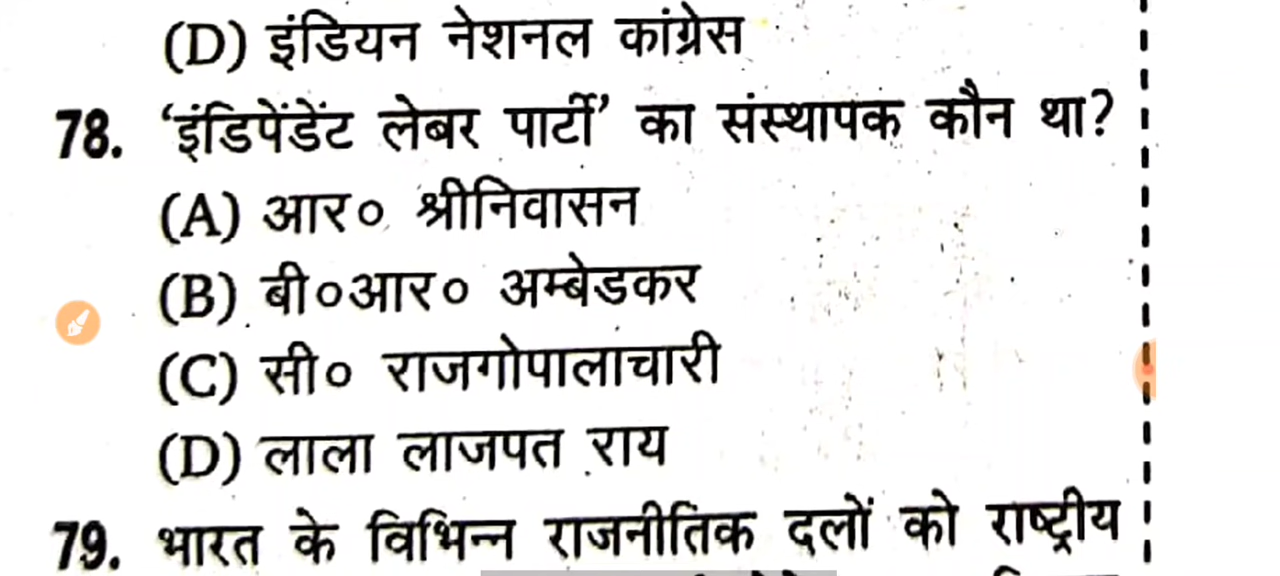 (D) इंडियन नेशनल कांग्रेस
78. ‘इंडिपेंडेंट लेबर पार्टी’ का संस्थापक कौन था?
(A) आर० श्रीनिवासन
(B) बी०आर० अम्बेडकर
(C) सी० राजगोपालाचारी
(D) लाला लाजपत राय
79. भारत के विभिन्न राजनीतिक दलों को राष्ट्रीय